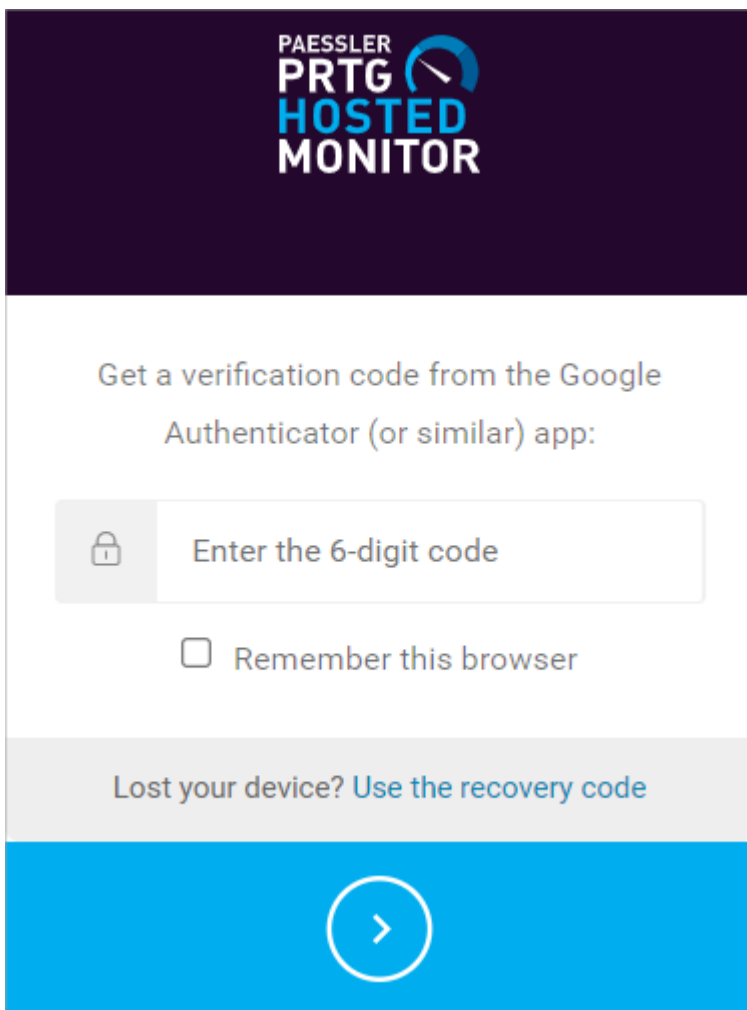 PAESSLER
PRTG
HOSTED
MONITOR
Get a verification code from the Google
Authenticator (or similar) app:
Enter the 6-digit code
Remember this browser
Lost your device? Use the recovery code